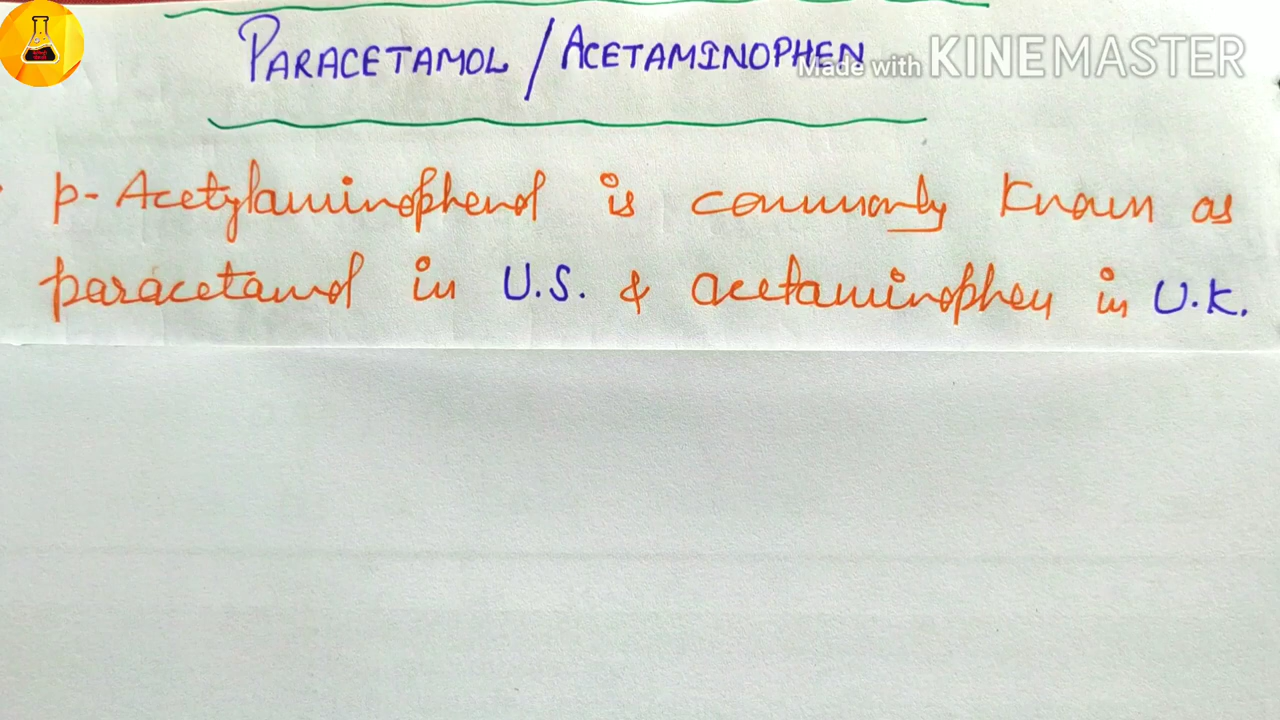 PARACETAMOL / ACETAMINOPHEN
Made with KINEMASTER
p-Acetylaminophenol is commonly known as
paracetamol in U.S. & acetaminophen in U.K.